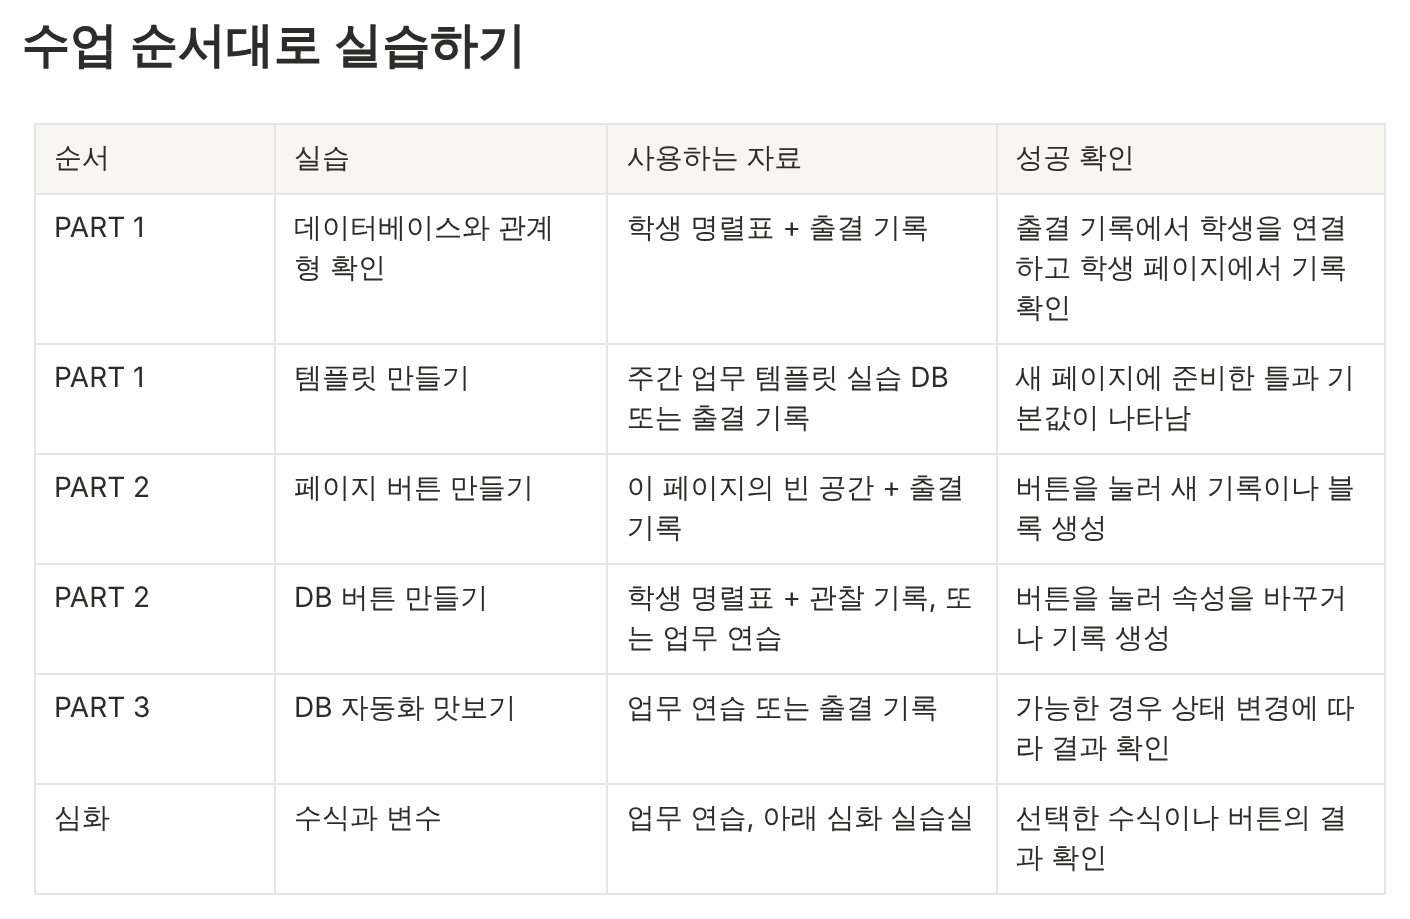 수업 순서대로 실습하기
순서 실습 사용하는 자료 성공 확인
PART 1 데이터베이스와 관계 학생 명렬표 + 출결 기록 출결 기록에서 학생을 연결
형 확인 하고 학생 페이지에서 기록
확인
PART 1 템플릿 만들기 주간 업무 템플릿 실습 DB 새 페이지에 준비한 틀과 기
또는 출결 기록 본값이 나타남
PART 2 페이지 버튼 만들기 이 페이지의 빈 공간 + 출결 버튼을 눌러 새 기록이나 블
기록 록 생성
PART 2 DB 버튼 만들기 학생 명렬표 + 관찰 기록, 또 버튼을 눌러 속성을 바꾸거
는 업무 연습 나 기록 생성
PART 3 DB 자동화 맛보기 업무 연습 또는 출결 기록 가능한 경우 상태 변경에 따
라 결과 확인
심화 수식과 변수 업무 연습, 아래 심화 실습실 선택한 수식이나 버튼의 결
과 확인